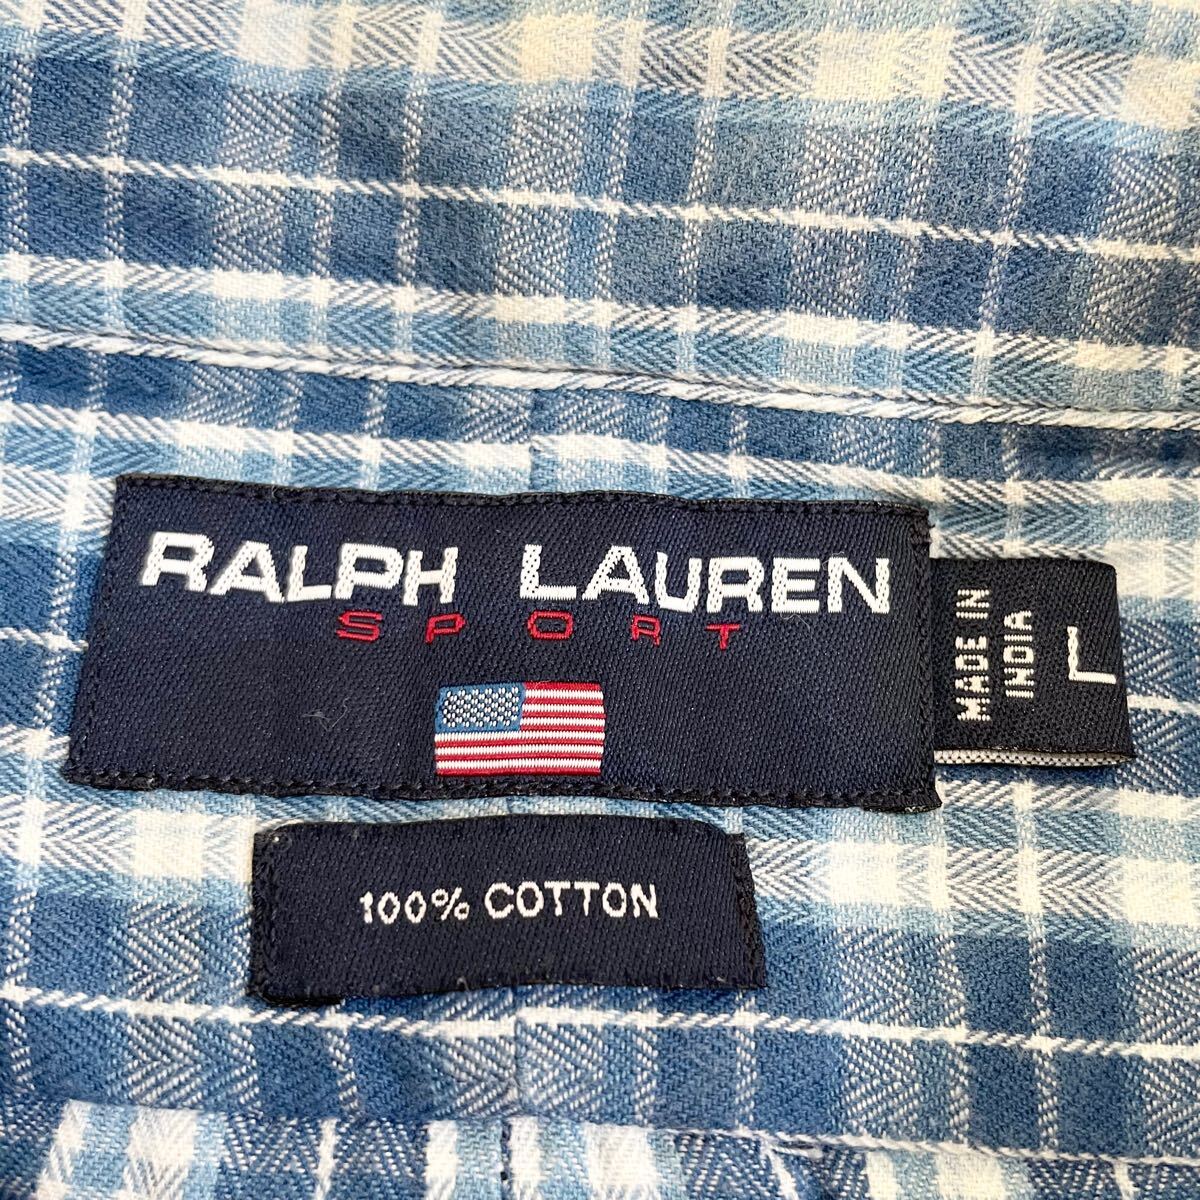 RALPH LAUREN
SPORT
MADE IN
INDIA
L
100% COTTON